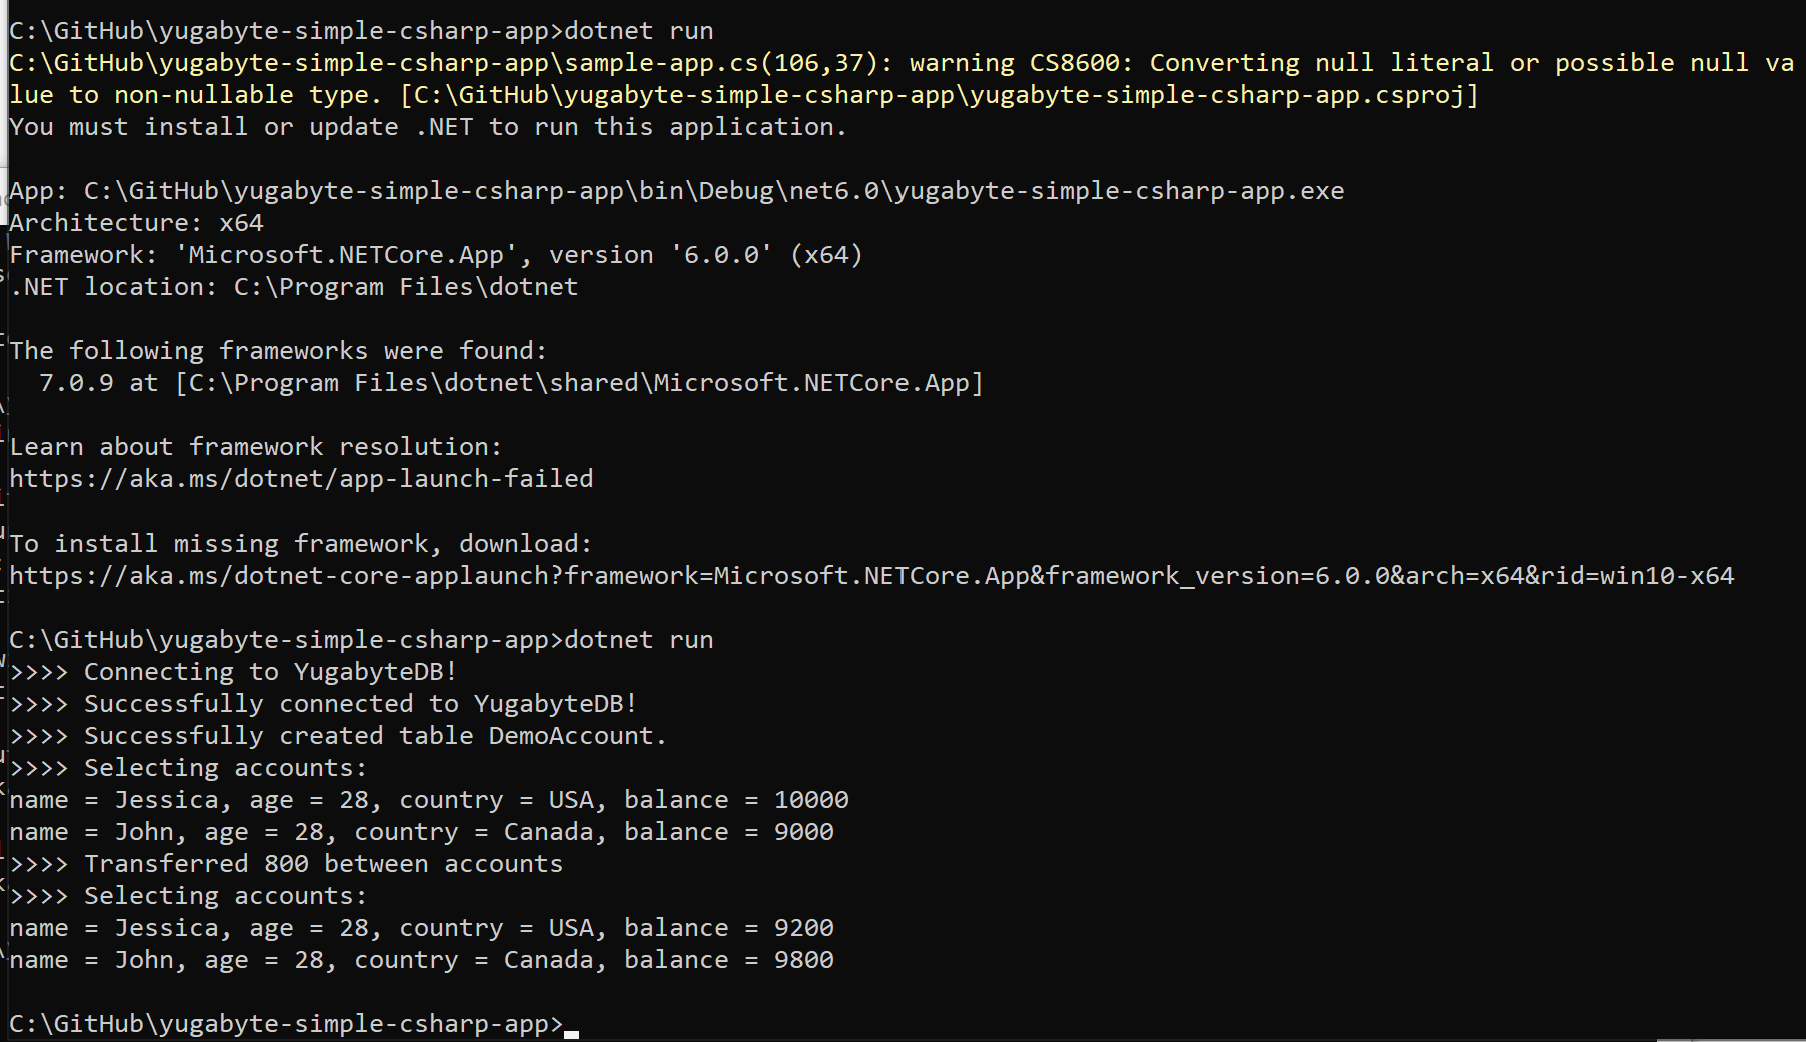 C:\GitHub\yugabyte-simple-csharp-app>dotnet run
C:\GitHub\yugabyte-simple-csharp-app\sample-app.cs(106,37): warning CS8600: Converting null literal or possible null va
lue to non-nullable type. [C:\GitHub\yugabyte-simple-csharp-app\yugabyte-simple-csharp-app.csproj]
You must install or update .NET to run this application.
App: C:\GitHub\yugabyte-simple-csharp-app\bin\Debug\net6.0\yugabyte-simple-csharp-app.exe
Architecture: x64
Framework: 'Microsoft.NETCore.App', version '6.0.0' (x64)
.NET location: C:\Program Files\dotnet
The following frameworks were found:
  7.0.9 at [C:\Program Files\dotnet\shared\Microsoft.NETCore.App]
Learn about framework resolution:
https://aka.ms/dotnet/app-launch-failed
To install missing framework, download:
https://aka.ms/dotnet-core-applaunch?framework=Microsoft.NETCore.App&framework_version=6.0.0&arch=x64&rid=win10-x64
C:\GitHub\yugabyte-simple-csharp-app>dotnet run
>>>> Connecting to YugabyteDB!
>>>> Successfully connected to YugabyteDB!
>>>> Successfully created table DemoAccount.
>>>> Selecting accounts:
name = Jessica, age = 28, country = USA, balance = 10000
name = John, age = 28, country = Canada, balance = 9000
>>>> Transferred 800 between accounts
>>>> Selecting accounts:
name = Jessica, age = 28, country = USA, balance = 9200
name = John, age = 28, country = Canada, balance = 9800
C:\GitHub\yugabyte-simple-csharp-app>